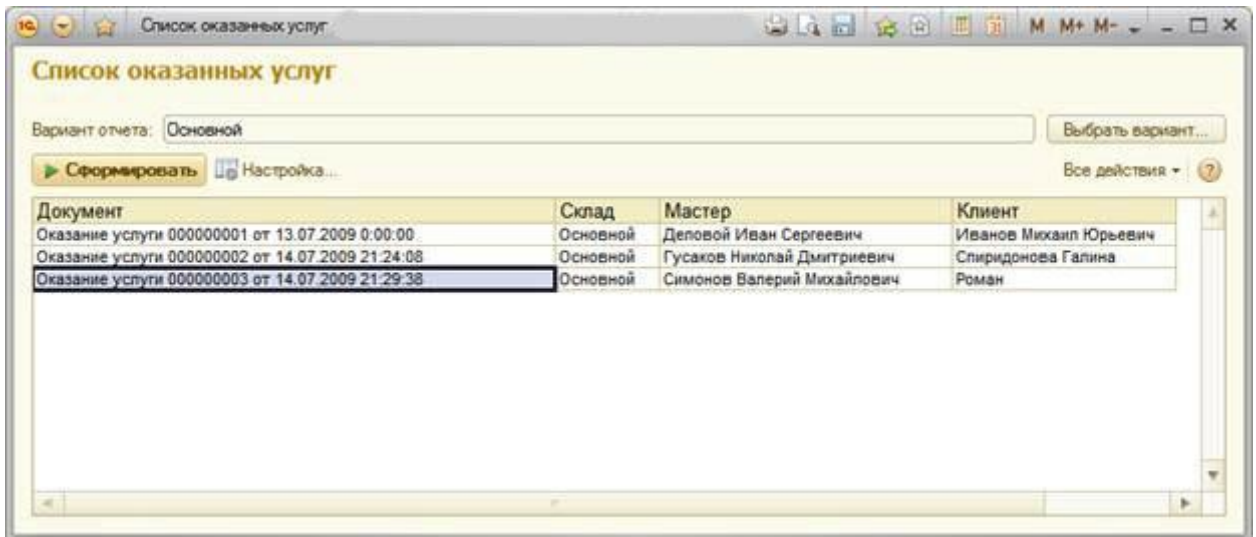 1С Список оказанных услуг M M+ M-
Список оказанных услуг
Вариант отчета: Основной Выбрать вариант...
Сформировать Настройка... Все действия ?
Документ Склад Мастер Клиент
Оказание услуги 000000001 от 13.07.2009 0:00:00 Основной Деловой Иван Сергеевич Иванов Михаил Юрьевич
Оказание услуги 000000002 от 14.07.2009 21:24:08 Основной Гусаков Николай Дмитриевич Спиридонова Галина
Оказание услуги 000000003 от 14.07.2009 21:29:38 Основной Симонов Валерий Михайлович Роман